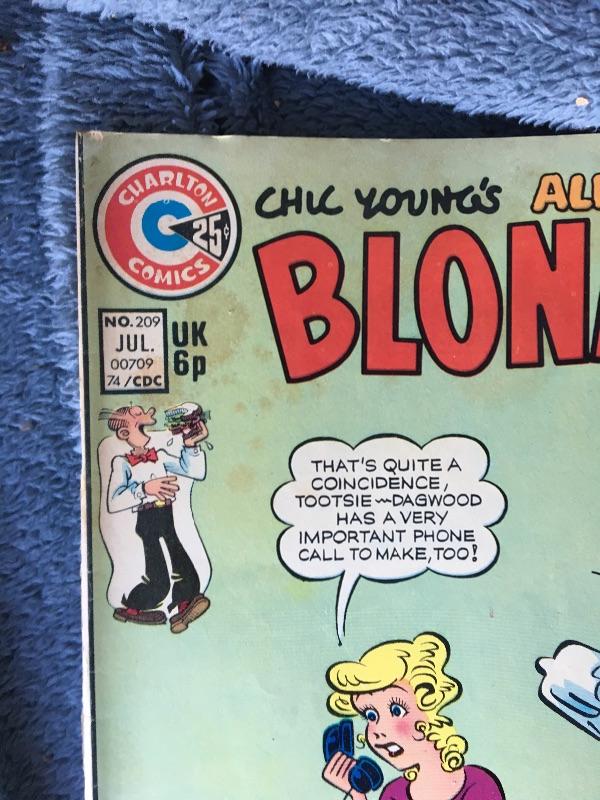 CHARLTON
C 25¢
COMICS
CHIC YOUNG'S
NO. 209
JUL.
00709
74/CDC
UK
6p
THAT'S QUITE A
COINCIDENCE,
TOOTSIE~DAGWOOD
HAS A VERY
IMPORTANT PHONE
CALL TO MAKE, TOO!